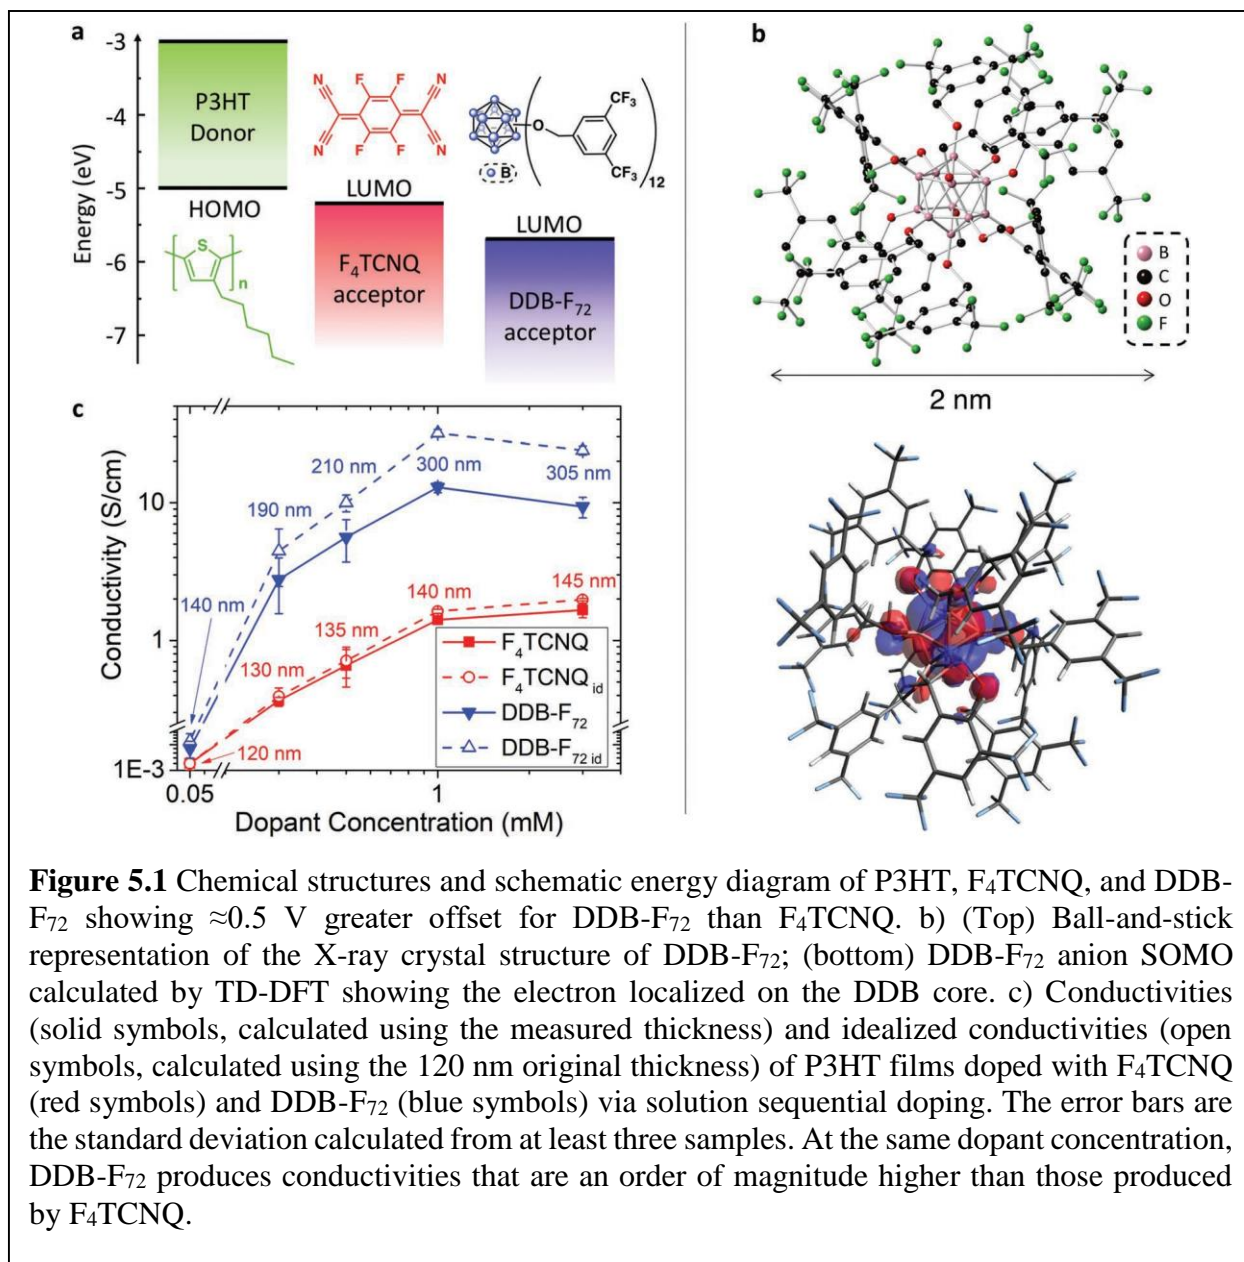 a
-3
-4
-5
-6
-7
Energy (eV)
P3HT
Donor
HOMO
S
n
N
N
F
F
F
F
N
N
LUMO
F₄TCNQ
acceptor
B
O
CF₃
CF₃
12
LUMO
DDB-F₇₂
acceptor
b
B
C
O
F
2 nm
c
Conductivity (S/cm)
10
1
1E-3
0.05
1
Dopant Concentration (mM)
140 nm
190 nm
210 nm
300 nm
305 nm
120 nm
130 nm
135 nm
140 nm
145 nm
F₄TCNQ
F₄TCNQ id
DDB-F₇₂
DDB-F₇₂ id
Figure 5.1 Chemical structures and schematic energy diagram of P3HT, F₄TCNQ, and DDB-
F₇₂ showing ≈0.5 V greater offset for DDB-F₇₂ than F₄TCNQ. b) (Top) Ball-and-stick
representation of the X-ray crystal structure of DDB-F₇₂; (bottom) DDB-F₇₂ anion SOMO
calculated by TD-DFT showing the electron localized on the DDB core. c) Conductivities
(solid symbols, calculated using the measured thickness) and idealized conductivities (open
symbols, calculated using the 120 nm original thickness) of P3HT films doped with F₄TCNQ
(red symbols) and DDB-F₇₂ (blue symbols) via solution sequential doping. The error bars are
the standard deviation calculated from at least three samples. At the same dopant concentration,
DDB-F₇₂ produces conductivities that are an order of magnitude higher than those produced
by F₄TCNQ.